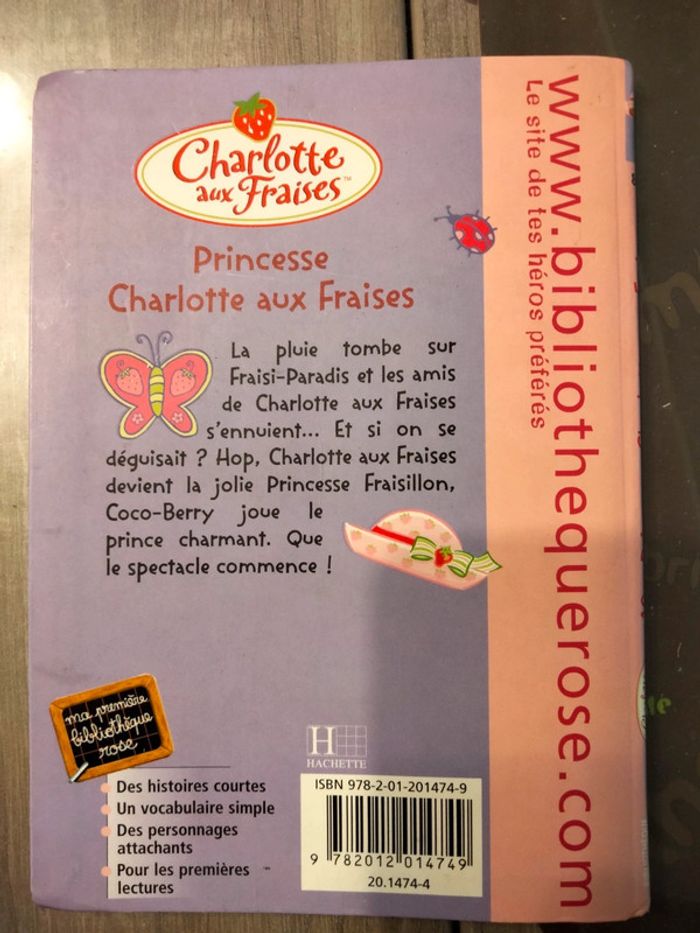 Charlotte
aux Fraises™
Princesse
Charlotte aux Fraises
La pluie tombe sur
Fraisi-Paradis et les amis
de Charlotte aux Fraises
s'ennuient... Et si on se
déguisait ? Hop, Charlotte aux Fraises
devient la jolie Princesse Fraisillon,
Coco-Berry joue le
prince charmant. Que
le spectacle commence !
ma première
bibliothèque
rose
Des histoires courtes
Un vocabulaire simple
Des personnages
attachants
Pour les premières
lectures
H
HACHETTE
ISBN 978-2-01-201474-9
9 782012 014749
20.1474-4
www.bibliothequerose.com
Le site de tes héros préférés